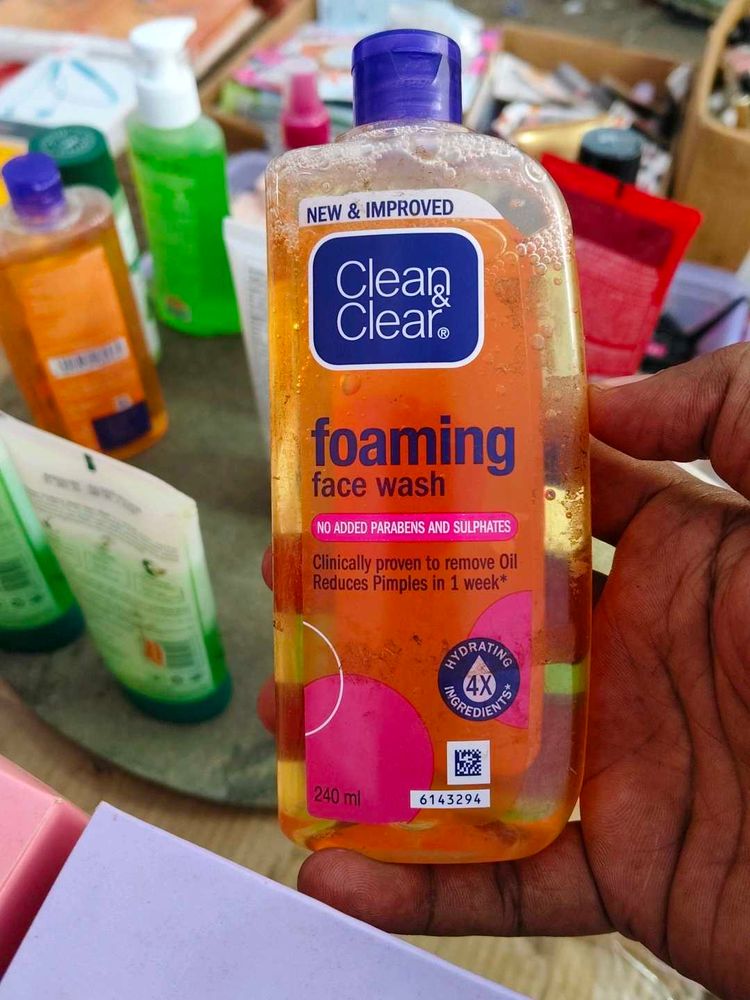 NEW & IMPROVED
Clean
&
Clear®
foaming
face wash
NO ADDED PARABENS AND SULPHATES
Clinically proven to remove Oil
Reduces Pimples in 1 week*
HYDRATING
4X
INGREDIENTS*
240 ml
6143294